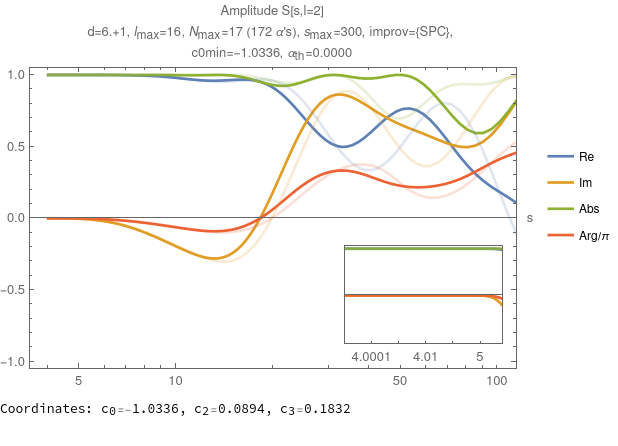 Amplitude S[s,l=2]
d=6.+1, lmax=16, Nmax=17 (172 α's), smax=300, improv={SPC},
c0min=-1.0336, αth=0.0000
1.0
0.5
0.0
-0.5
-1.0
5
10
50
100
s
4.0001
4.01
5
Re
Im
Abs
Arg/π
Coordinates: c0=-1.0336, c2=0.0894, c3=0.1832